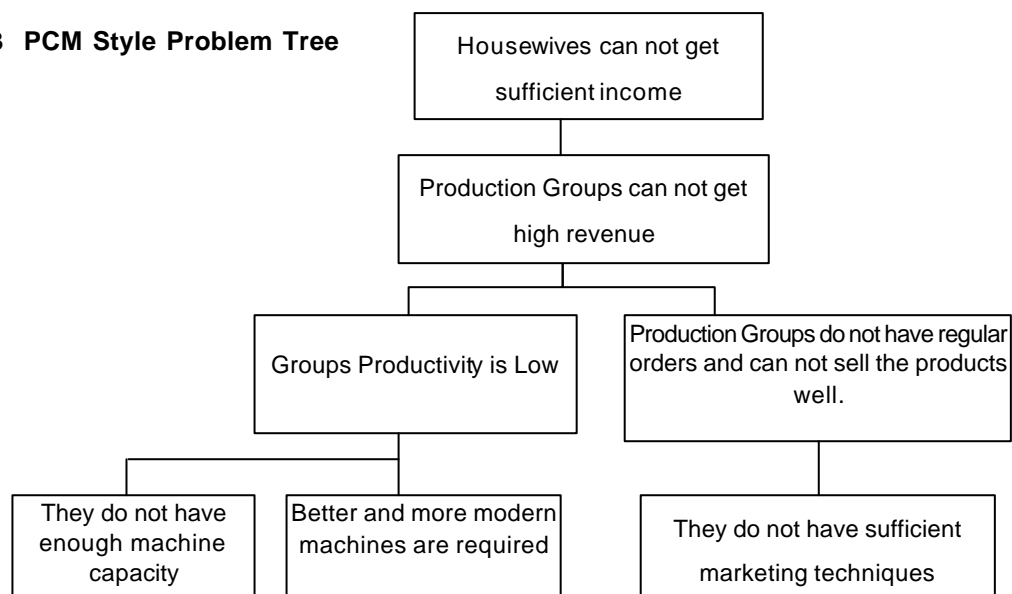 3 PCM Style Problem Tree
Housewives can not get
sufficient income
Production Groups can not get
high revenue
Groups Productivity is Low
Production Groups do not have regular
orders and can not sell the products
well.
They do not have
enough machine
capacity
Better and more modern
machines are required
They do not have sufficient
marketing techniques